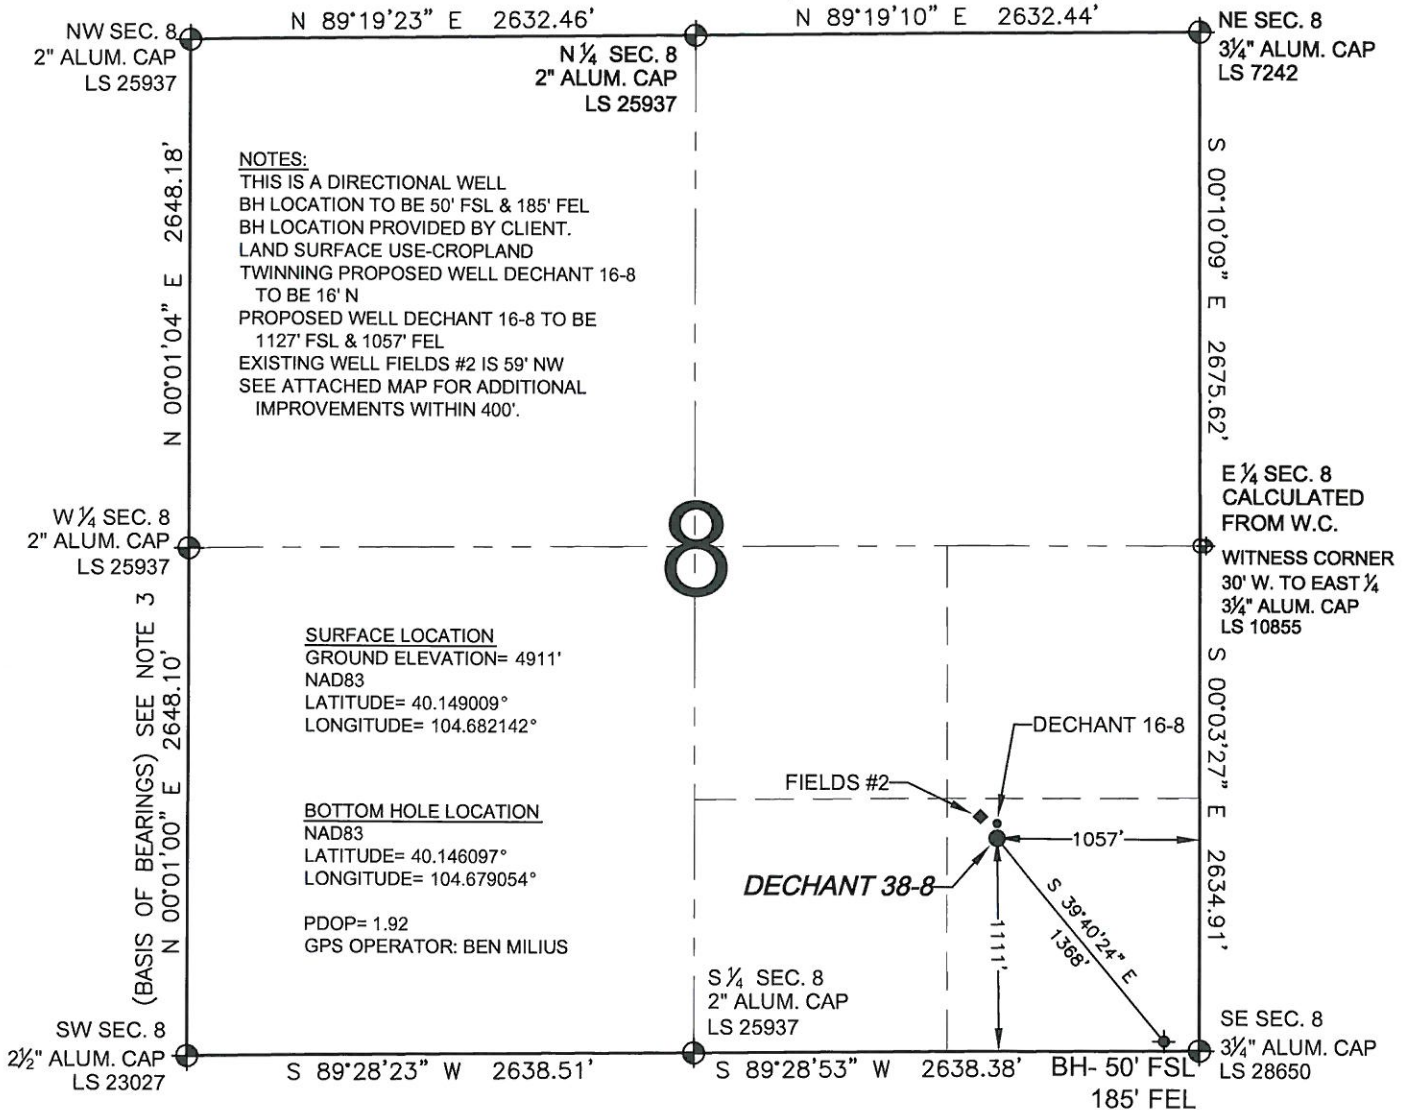 N 89°19'23" E 2632.46'
N 89°19'10" E 2632.44'
NW SEC. 8
2" ALUM. CAP
LS 25937
N 1/4 SEC. 8
2" ALUM. CAP
LS 25937
NE SEC. 8
3 1/4" ALUM. CAP
LS 7242
N 00°01'04" E 2648.18'
NOTES:
THIS IS A DIRECTIONAL WELL
BH LOCATION TO BE 50' FSL & 185' FEL
BH LOCATION PROVIDED BY CLIENT.
LAND SURFACE USE-CROPLAND
TWINNING PROPOSED WELL DECHANT 16-8
TO BE 16' N
PROPOSED WELL DECHANT 16-8 TO BE
1127' FSL & 1057' FEL
EXISTING WELL FIELDS #2 IS 59' NW
SEE ATTACHED MAP FOR ADDITIONAL
IMPROVEMENTS WITHIN 400'.
S 00°10'09" E 2675.62'
W 1/4 SEC. 8
2" ALUM. CAP
LS 25937
8
E 1/4 SEC. 8
CALCULATED
FROM W.C.
WITNESS CORNER
30' W. TO EAST 1/4
3 1/4" ALUM. CAP
LS 10855
(BASIS OF BEARINGS) SEE NOTE 3
N 00°01'00" E 2648.10'
SURFACE LOCATION
GROUND ELEVATION= 4911'
NAD83
LATITUDE= 40.149009°
LONGITUDE= 104.682142°
BOTTOM HOLE LOCATION
NAD83
LATITUDE= 40.146097°
LONGITUDE= 104.679054°
PDOP= 1.92
GPS OPERATOR: BEN MILIUS
S 00°03'27" E 2634.91'
DECHANT 16-8
FIELDS #2
1057'
DECHANT 38-8
1111'
S 39°40'24" E
1368'
SW SEC. 8
2 1/2" ALUM. CAP
LS 23027
S 1/4 SEC. 8
2" ALUM. CAP
LS 25937
SE SEC. 8
3 1/4" ALUM. CAP
LS 28650
S 89°28'23" W 2638.51'
S 89°28'53" W 2638.38'
BH- 50' FSL
185' FEL